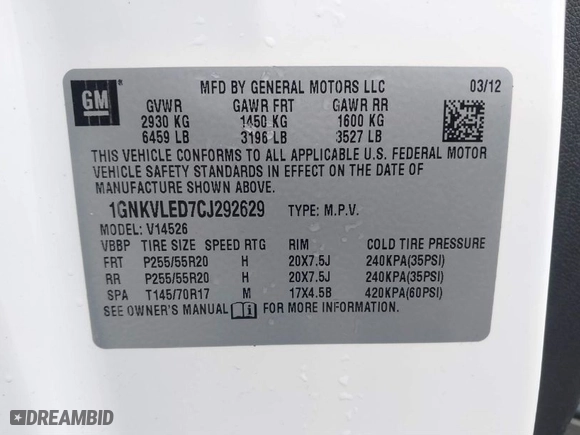 GM
MFD BY GENERAL MOTORS LLC 03/12
GVWR GAWR FRT GAWR RR
2930 KG 1450 KG 1600 KG
6459 LB 3196 LB 3527 LB
THIS VEHICLE CONFORMS TO ALL APPLICABLE U.S. FEDERAL MOTOR
VEHICLE SAFETY STANDARDS IN EFFECT ON THE DATE OF
MANUFACTURE SHOWN ABOVE.
1GNKVLED7CJ292629 TYPE: M.P.V.
MODEL: V14526
VBBP TIRE SIZE SPEED RTG RIM COLD TIRE PRESSURE
FRT P255/55R20 H 20X7.5J 240KPA(35PSI)
RR P255/55R20 H 20X7.5J 240KPA(35PSI)
SPA T145/70R17 M 17X4.5B 420KPA(60PSI)
SEE OWNER'S MANUAL FOR MORE INFORMATION.
DREAMBID